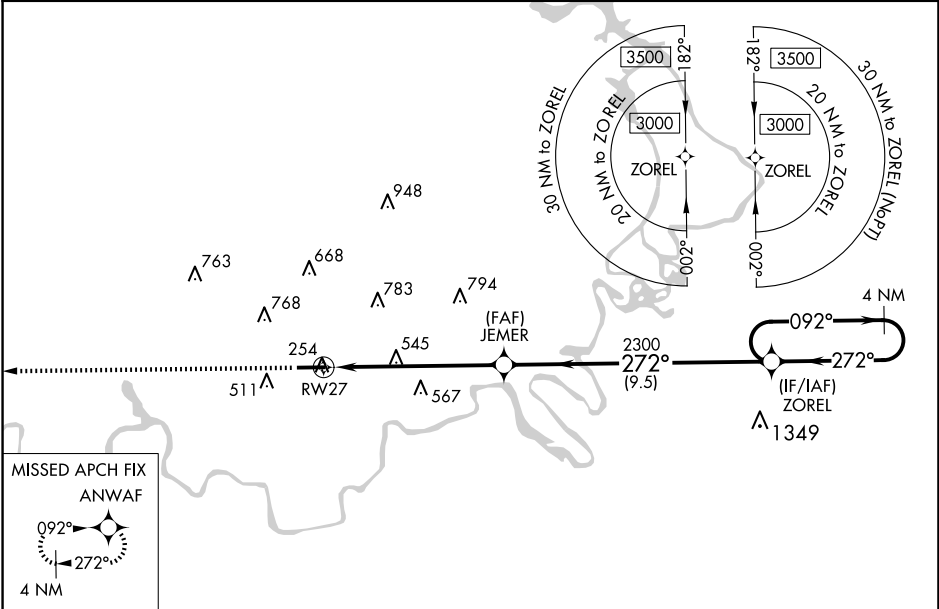 3500
182°
30 NM to ZOREL
20 NM to ZOREL
3000
ZOREL
002°
182°
3500
30 NM to ZOREL (NoPT)
20 NM to ZOREL
3000
ZOREL
002°
948
763
668
768
783
794
4 NM
092°
(FAF)
JEMER
254
545
2300
272°
(9.5)
272°
511
RW27
567
(IF/IAF)
ZOREL
1349
MISSED APCH FIX
ANWAF
092°
272°
4 NM